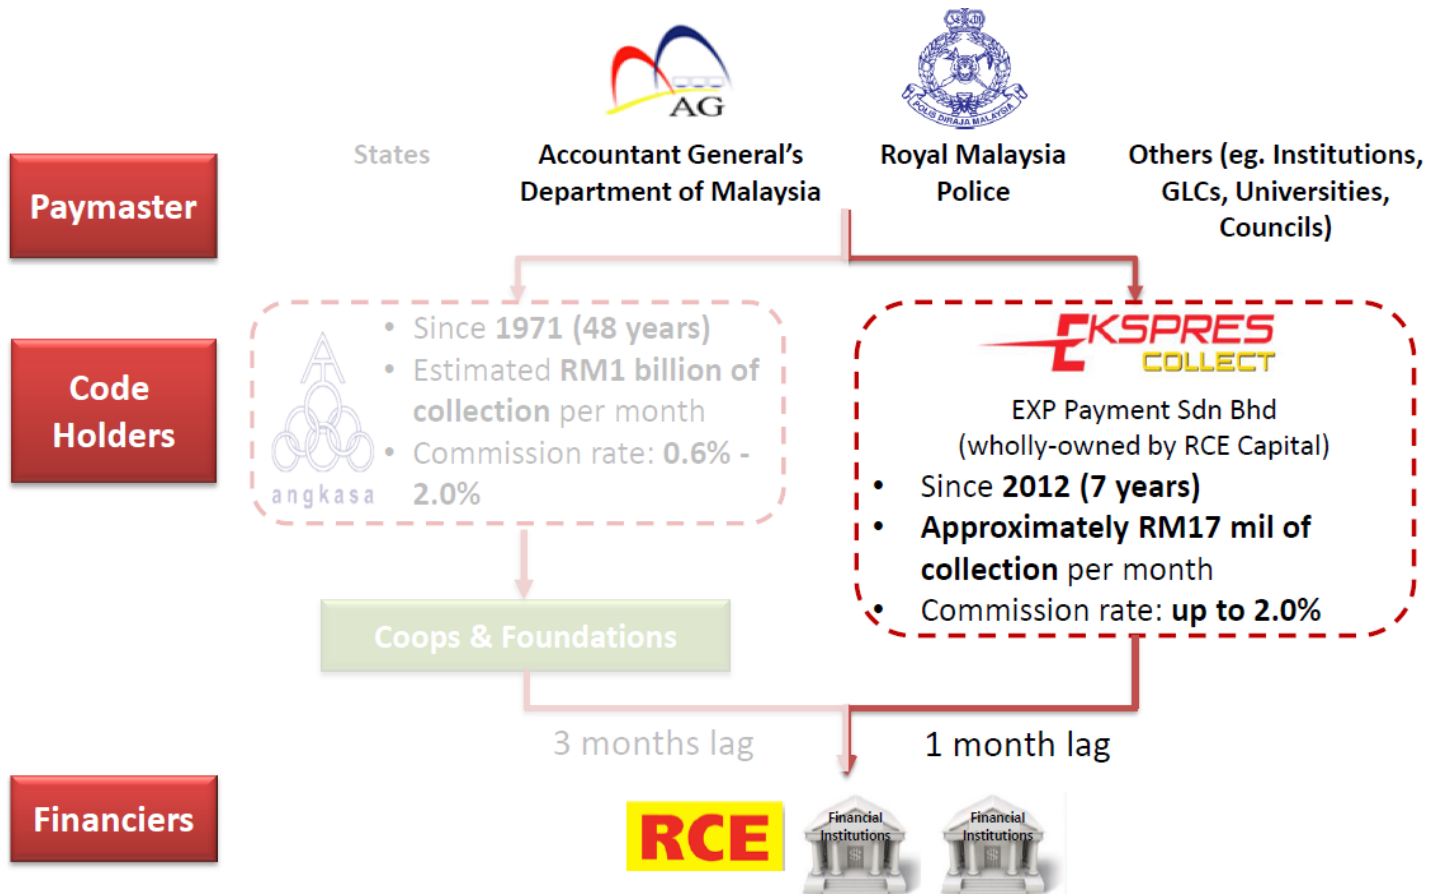 AG
POLIS DIRAJA MALAYSIA
States
Accountant General's
Department of Malaysia
Royal Malaysia
Police
Others (eg. Institutions,
GLCs, Universities,
Councils)
Paymaster
Code
Holders
angkasa
• Since 1971 (48 years)
• Estimated RM1 billion of
collection per month
• Commission rate: 0.6% -
2.0%
EKSPRES
COLLECT
EXP Payment Sdn Bhd
(wholly-owned by RCE Capital)
• Since 2012 (7 years)
• Approximately RM17 mil of
collection per month
• Commission rate: up to 2.0%
Coops & Foundations
3 months lag
1 month lag
Financiers
RCE
Financial
Institutions
Financial
Institutions